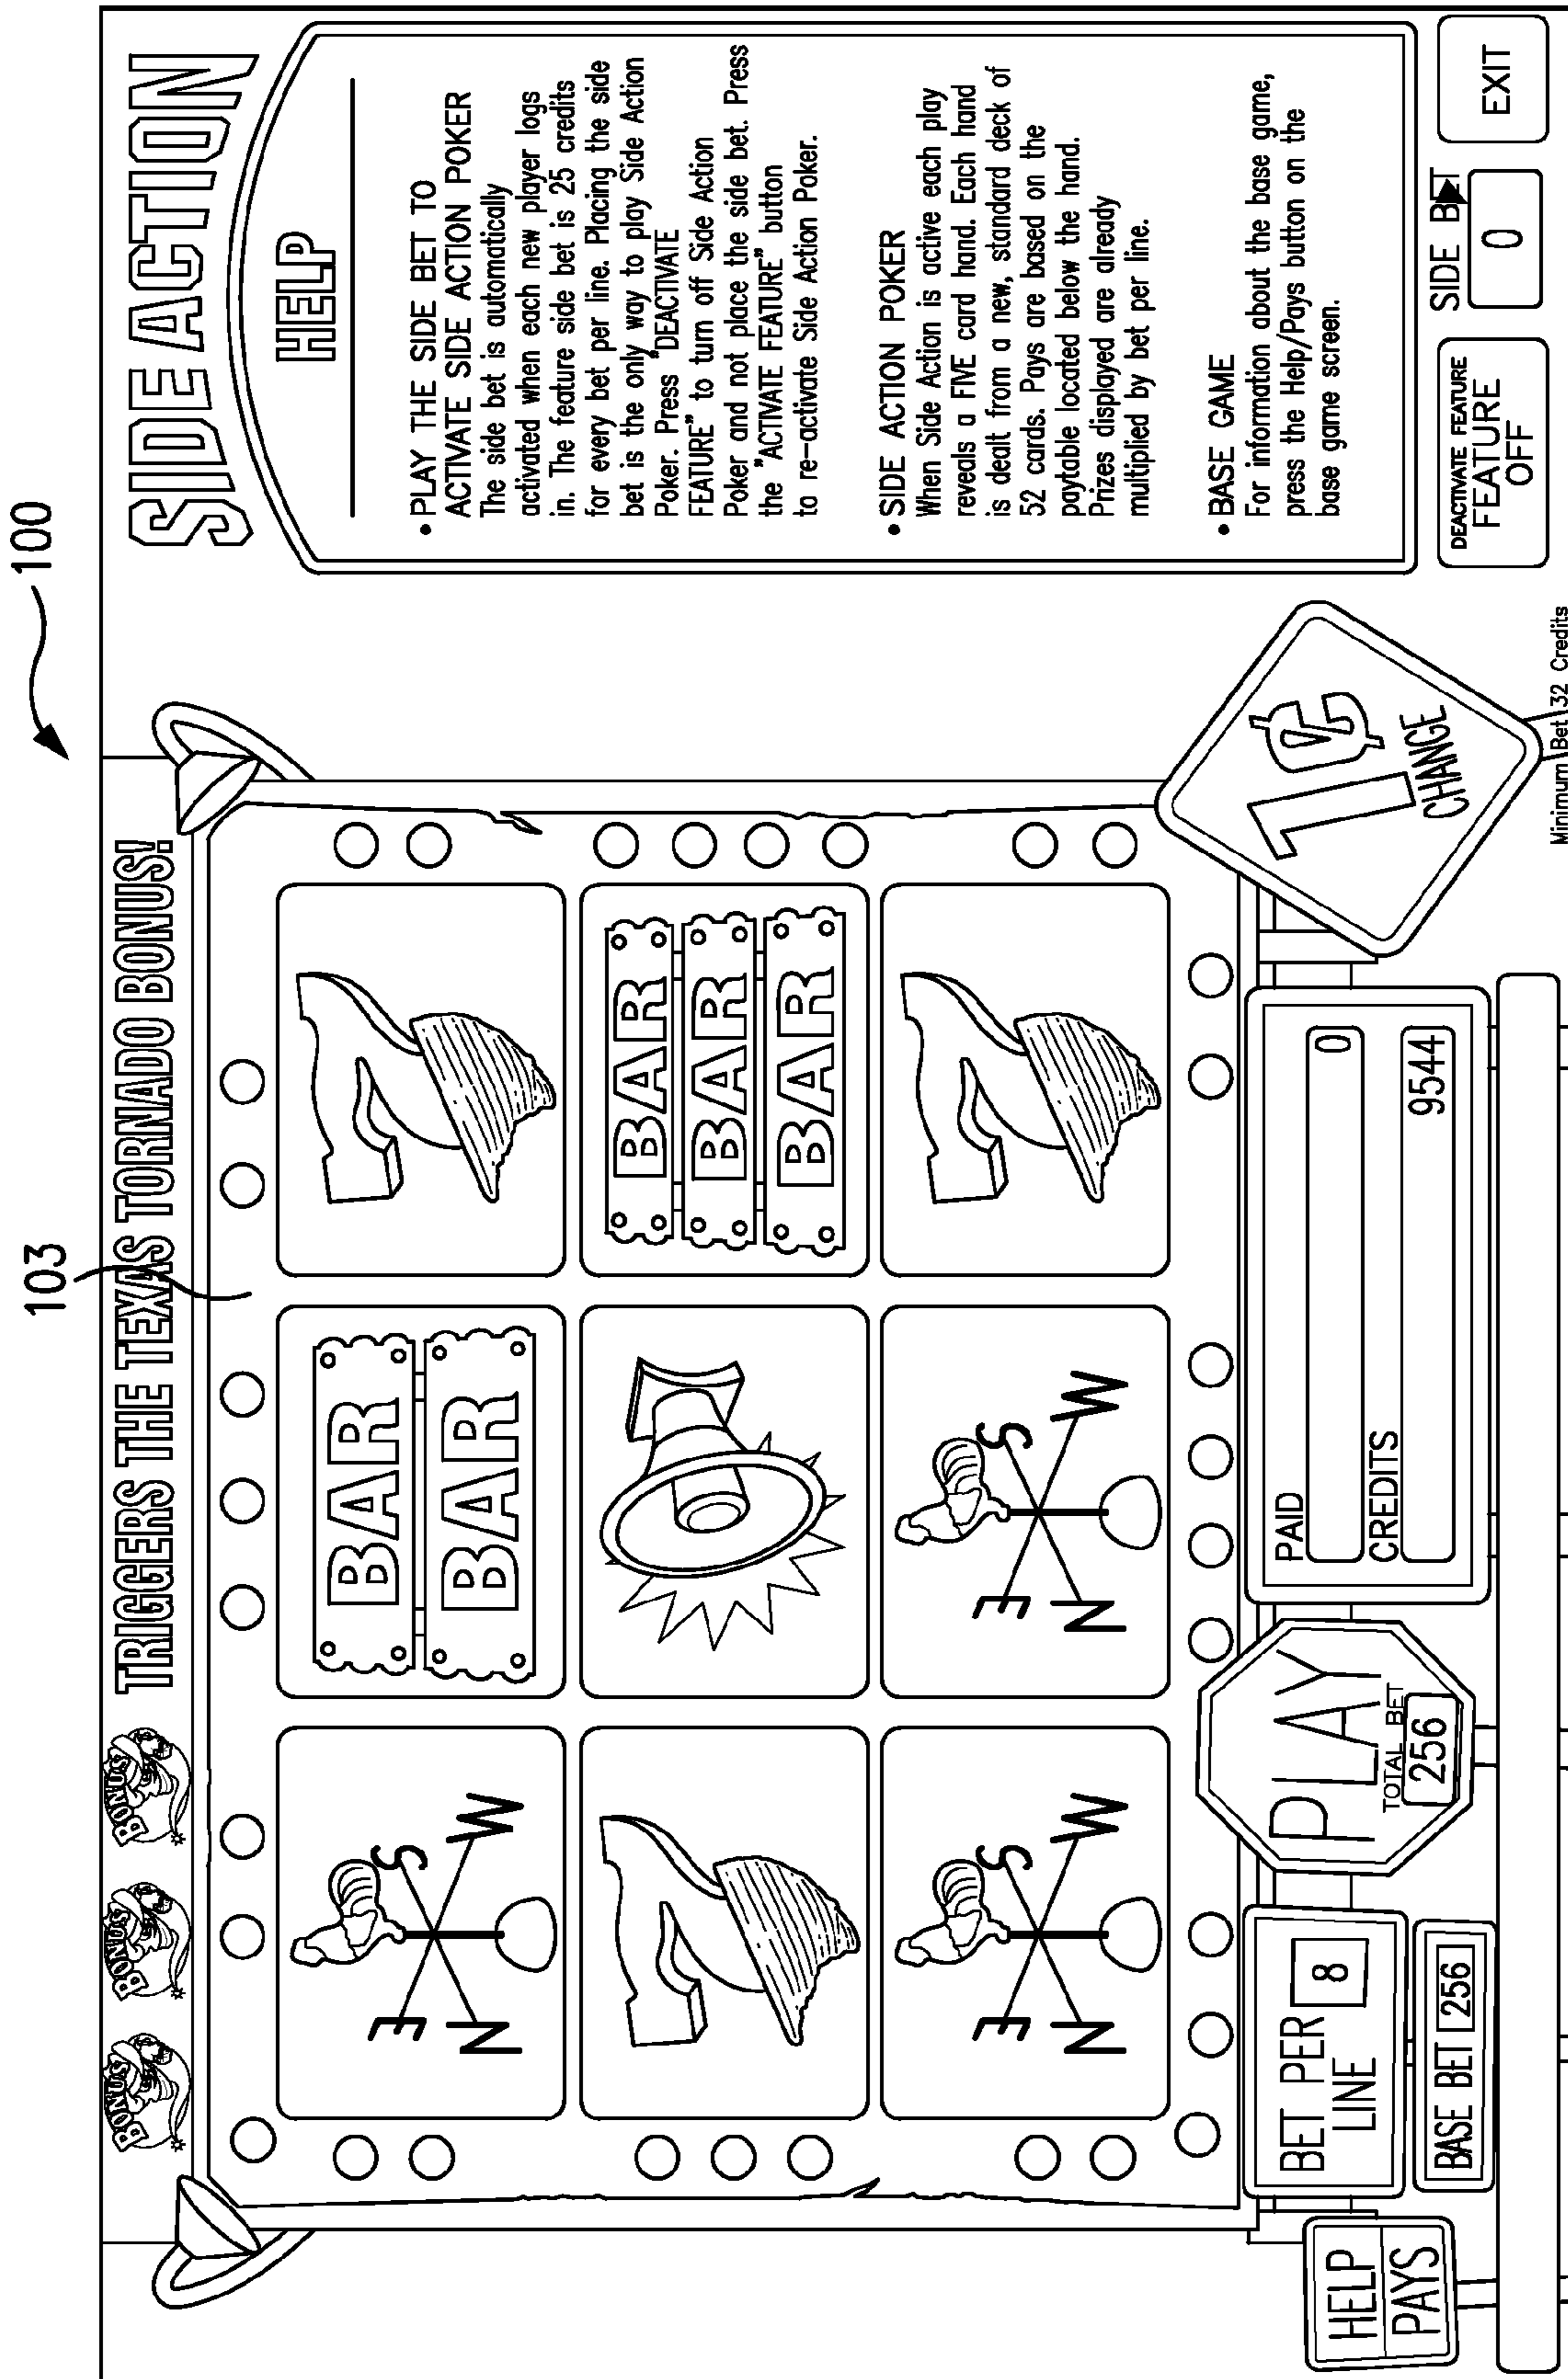 100
103
BONUS BONUS BONUS TRIGGERS THE TEXAS TORNADO BONUS!
SIDE ACTION
HELP
• PLAY THE SIDE BET TO
ACTIVATE SIDE ACTION POKER
The side bet is automatically
activated when each new player logs
in. The feature side bet is 25 credits
for every bet per line. Placing the side
bet is the only way to play Side Action
Poker. Press "DEACTIVATE
FEATURE" to turn off Side Action
Poker and not place the side bet. Press
the "ACTIVATE FEATURE" button
to re-activate Side Action Poker.
• SIDE ACTION POKER
When Side Action is active each play
reveals a FIVE card hand. Each hand
is dealt from a new, standard deck of
52 cards. Pays are based on the
paytable located below the hand.
Prizes displayed are already
multiplied by bet per line.
• BASE GAME
For information about the base game,
press the Help/Pays button on the
base game screen.
DEACTIVATE FEATURE
FEATURE
OFF
SIDE BET
0
EXIT
E S
N W
BAR
BAR
BAR
BAR
BAR
E S
N W
E S
N W
HELP
PAYS
BET PER
LINE
8
BASE BET 256
PLAY
TOTAL BET
256
PAID
0
CREDITS
9544
1¢
CHANGE
Minimum Bet 32 Credits